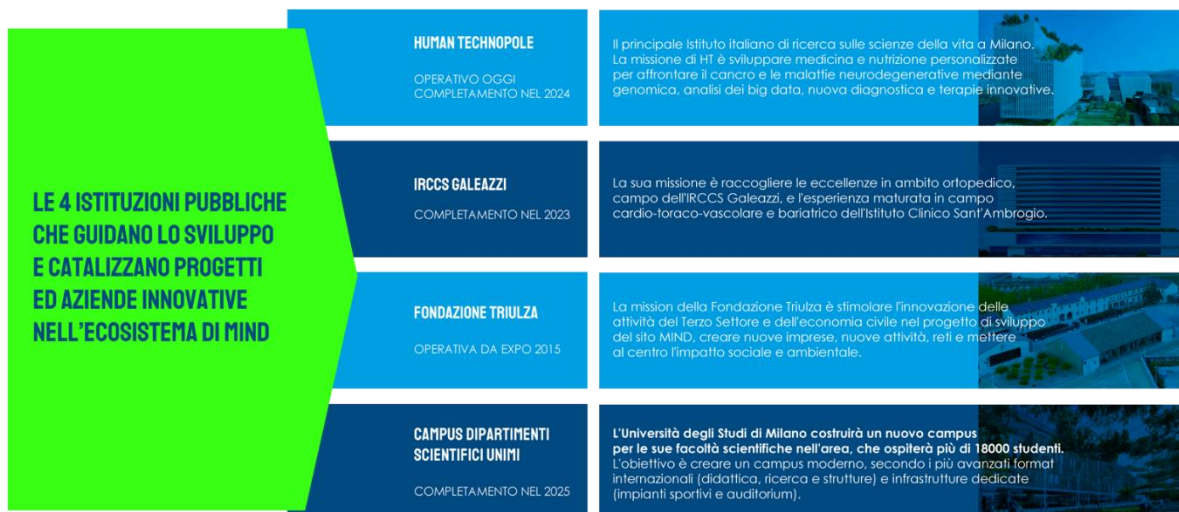 LE 4 ISTITUZIONI PUBBLICHE
CHE GUIDANO LO SVILUPPO
E CATALIZZANO PROGETTI
ED AZIENDE INNOVATIVE
NELL'ECOSISTEMA DI MIND
HUMAN TECHNOPOLE
OPERATIVO OGGI
COMPLETAMENTO NEL 2024
Il principale Istituto italiano di ricerca sulle scienze della vita a Milano.
La missione di HT è sviluppare medicina e nutrizione personalizzate
per affrontare il cancro e le malattie neurodegenerative mediante
genomica, analisi dei big data, nuova diagnostica e terapie innovative.
IRCCS GALEAZZI
COMPLETAMENTO NEL 2023
La sua missione è raccogliere le eccellenze in ambito ortopedico,
campo dell'IRCCS Galeazzi, e l'esperienza maturata in campo
cardio-toraco-vascolare e bariatrico dell'Istituto Clinico Sant'Ambrogio.
FONDAZIONE TRIULZA
OPERATIVA DA EXPO 2015
La mission della Fondazione Triulza è stimolare l'innovazione delle
attività del Terzo Settore e dell'economia civile nel progetto di sviluppo
del sito MIND, creare nuove imprese, nuove attività, reti e mettere
al centro l'impatto sociale e ambientale.
CAMPUS DIPARTIMENTI
SCIENTIFICI UNIMI
COMPLETAMENTO NEL 2025
L'Università degli Studi di Milano costruirà un nuovo campus
per le sue facoltà scientifiche nell'area, che ospiterà più di 18000 studenti.
L'obiettivo è creare un campus moderno, secondo i più avanzati format
internazionali (didattica, ricerca e strutture) e infrastrutture dedicate
(impianti sportivi e auditorium).